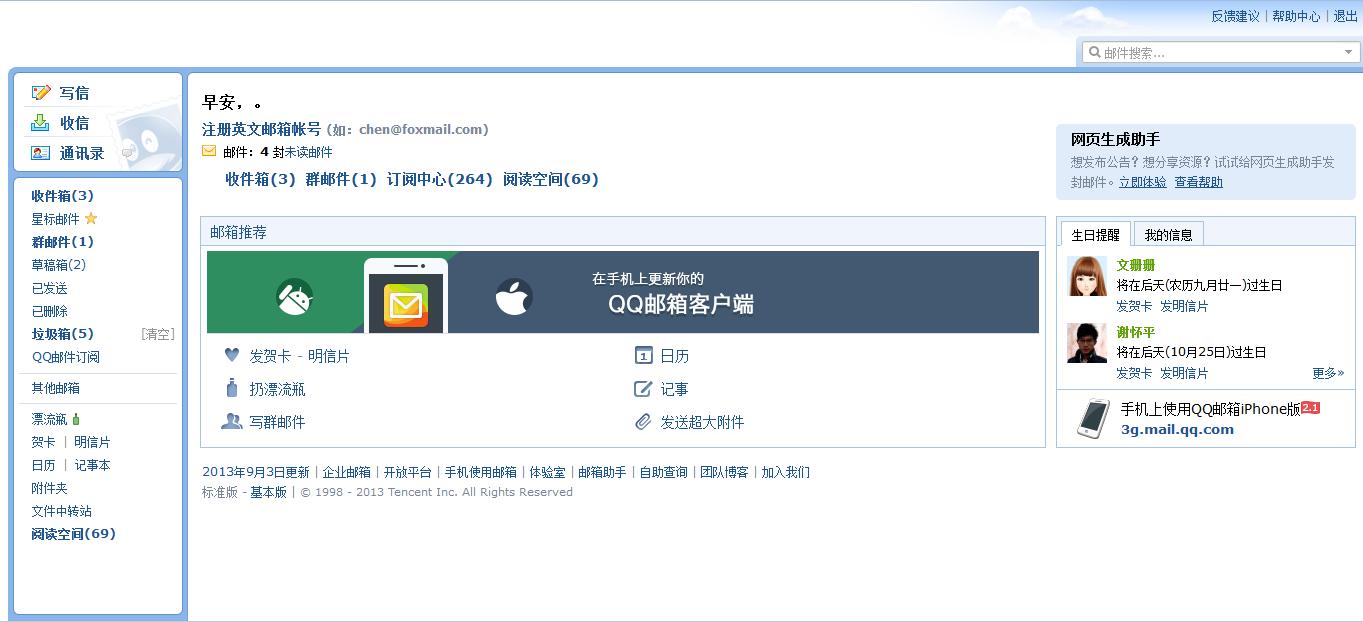 反馈建议 | 帮助中心 | 退出
邮件搜索...
写信
收信
通讯录
收件箱(3)
星标邮件
群邮件(1)
草稿箱(2)
已发送
已删除
垃圾箱(5) [清空]
QQ邮件订阅
其他邮箱
漂流瓶
贺卡 | 明信片
日历 | 记事本
附件夹
文件中转站
阅读空间(69)
早安，。
注册英文邮箱帐号 (如：chen@foxmail.com)
邮件：4 封未读邮件
收件箱(3) 群邮件(1) 订阅中心(264) 阅读空间(69)
邮箱推荐
在手机上更新你的
QQ邮箱客户端
发贺卡 - 明信片
1 日历
扔漂流瓶
记事
写群邮件
发送超大附件
网页生成助手
想发布公告？想分享资源？试试给网页生成助手发
封邮件。立即体验 查看帮助
生日提醒 我的信息
文珊珊
将在后天(农历九月廿一)过生日
发贺卡 发明信片
谢怀平
将在后天(10月25日)过生日
发贺卡 发明信片 更多»
手机上使用QQ邮箱iPhone版2.1
3g.mail.qq.com
2013年9月3日更新 | 企业邮箱 | 开放平台 | 手机使用邮箱 | 体验室 | 邮箱助手 | 自助查询 | 团队博客 | 加入我们
标准版 - 基本版 | © 1998 - 2013 Tencent Inc. All Rights Reserved